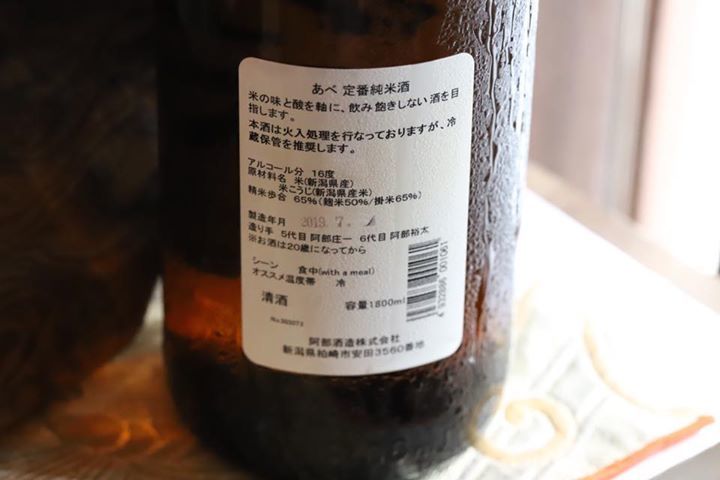 あべ 定番純米酒
米の味と酸を軸に、飲み飽きしない酒を目
指します。
本酒は火入処理を行なっておりますが、冷
蔵保管を推奨します。
アルコール分 16度
原材料名 米(新潟県産)
米こうじ(新潟県産米)
精米歩合 65%(麹米50%/掛米65%)
製造年月 2019. 7.
造り手 5代目 阿部庄一 6代目 阿部裕太
※お酒は20歳になってから
シーン 食中(with a meal)
オススメ温度帯 冷
清酒 容量1800ml
4 932886 001061
阿部酒造株式会社
新潟県柏崎市安田3560番地